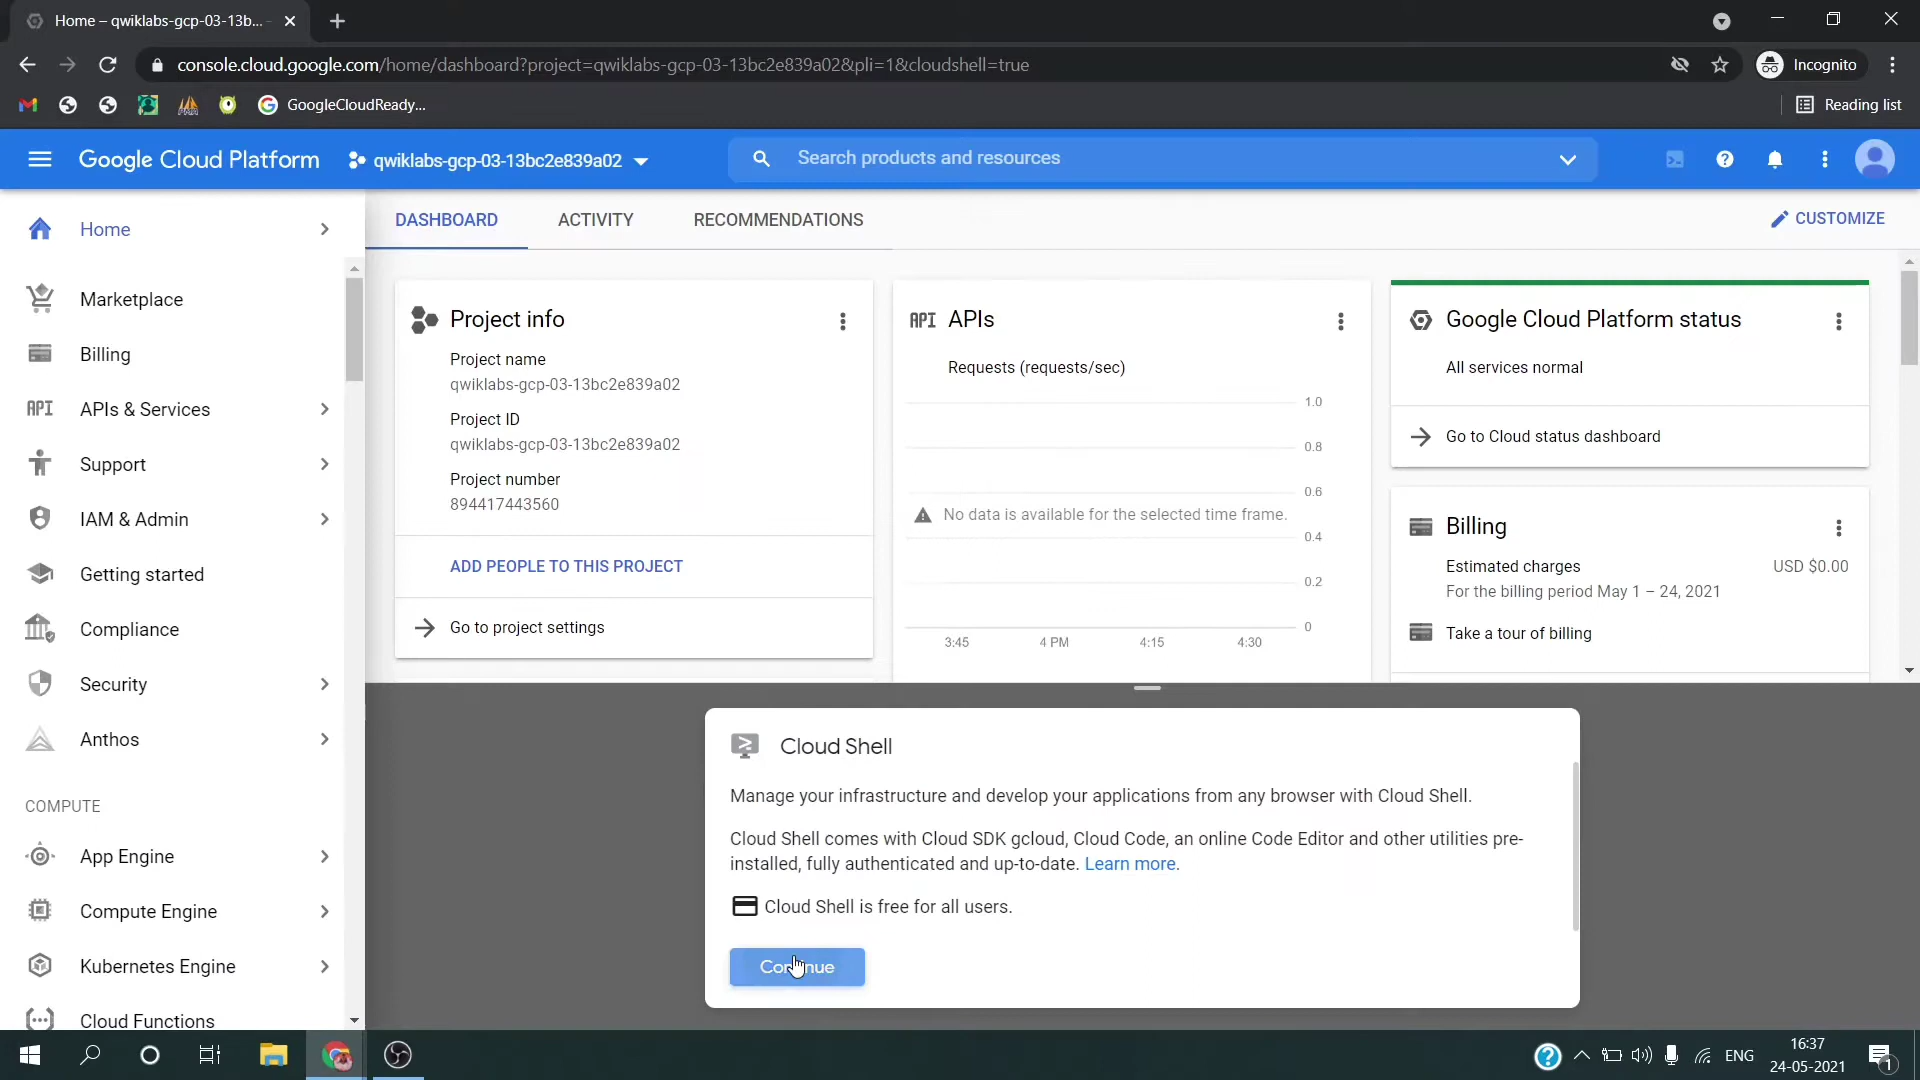 Home – qwiklabs-gcp-03-13b...
console.cloud.google.com/home/dashboard?project=qwiklabs-gcp-03-13bc2e839a02&pli=1&cloudshell=true
Incognito
GoogleCloudReady...
Reading list
Google Cloud Platform
qwiklabs-gcp-03-13bc2e839a02
Search products and resources
Home
Marketplace
Billing
API
APIs & Services
Support
IAM & Admin
Getting started
Compliance
Security
Anthos
COMPUTE
App Engine
Compute Engine
Kubernetes Engine
Cloud Functions
DASHBOARD
ACTIVITY
RECOMMENDATIONS
CUSTOMIZE
Project info
Project name
qwiklabs-gcp-03-13bc2e839a02
Project ID
qwiklabs-gcp-03-13bc2e839a02
Project number
894417443560
ADD PEOPLE TO THIS PROJECT
Go to project settings
API APIs
Requests (requests/sec)
1.0
0.8
0.6
No data is available for the selected time frame.
0.4
0.2
0
3:45
4 PM
4:15
4:30
Google Cloud Platform status
All services normal
Go to Cloud status dashboard
Billing
Estimated charges
USD $0.00
For the billing period May 1 – 24, 2021
Take a tour of billing
Cloud Shell
Manage your infrastructure and develop your applications from any browser with Cloud Shell.
Cloud Shell comes with Cloud SDK gcloud, Cloud Code, an online Code Editor and other utilities pre-
installed, fully authenticated and up-to-date. Learn more.
Cloud Shell is free for all users.
Continue
ENG
16:37
24-05-2021
1